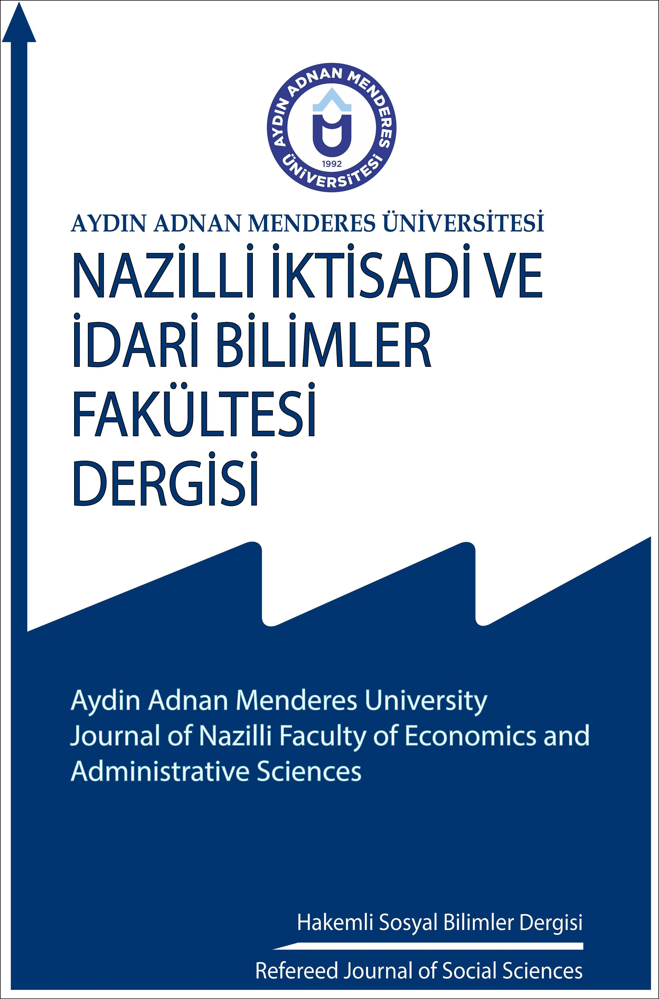 AYDIN ADNAN MENDERES
ÜNİVERSİTESİ
1992
AYDIN ADNAN MENDERES ÜNİVERSİTESİ
NAZİLLİ İKTİSADİ VE
İDARİ BİLİMLER
FAKÜLTESİ
DERGİSİ
Aydin Adnan Menderes University
Journal of Nazilli Faculty of Economics and
Administrative Sciences
Hakemli Sosyal Bilimler Dergisi
Refereed Journal of Social Sciences